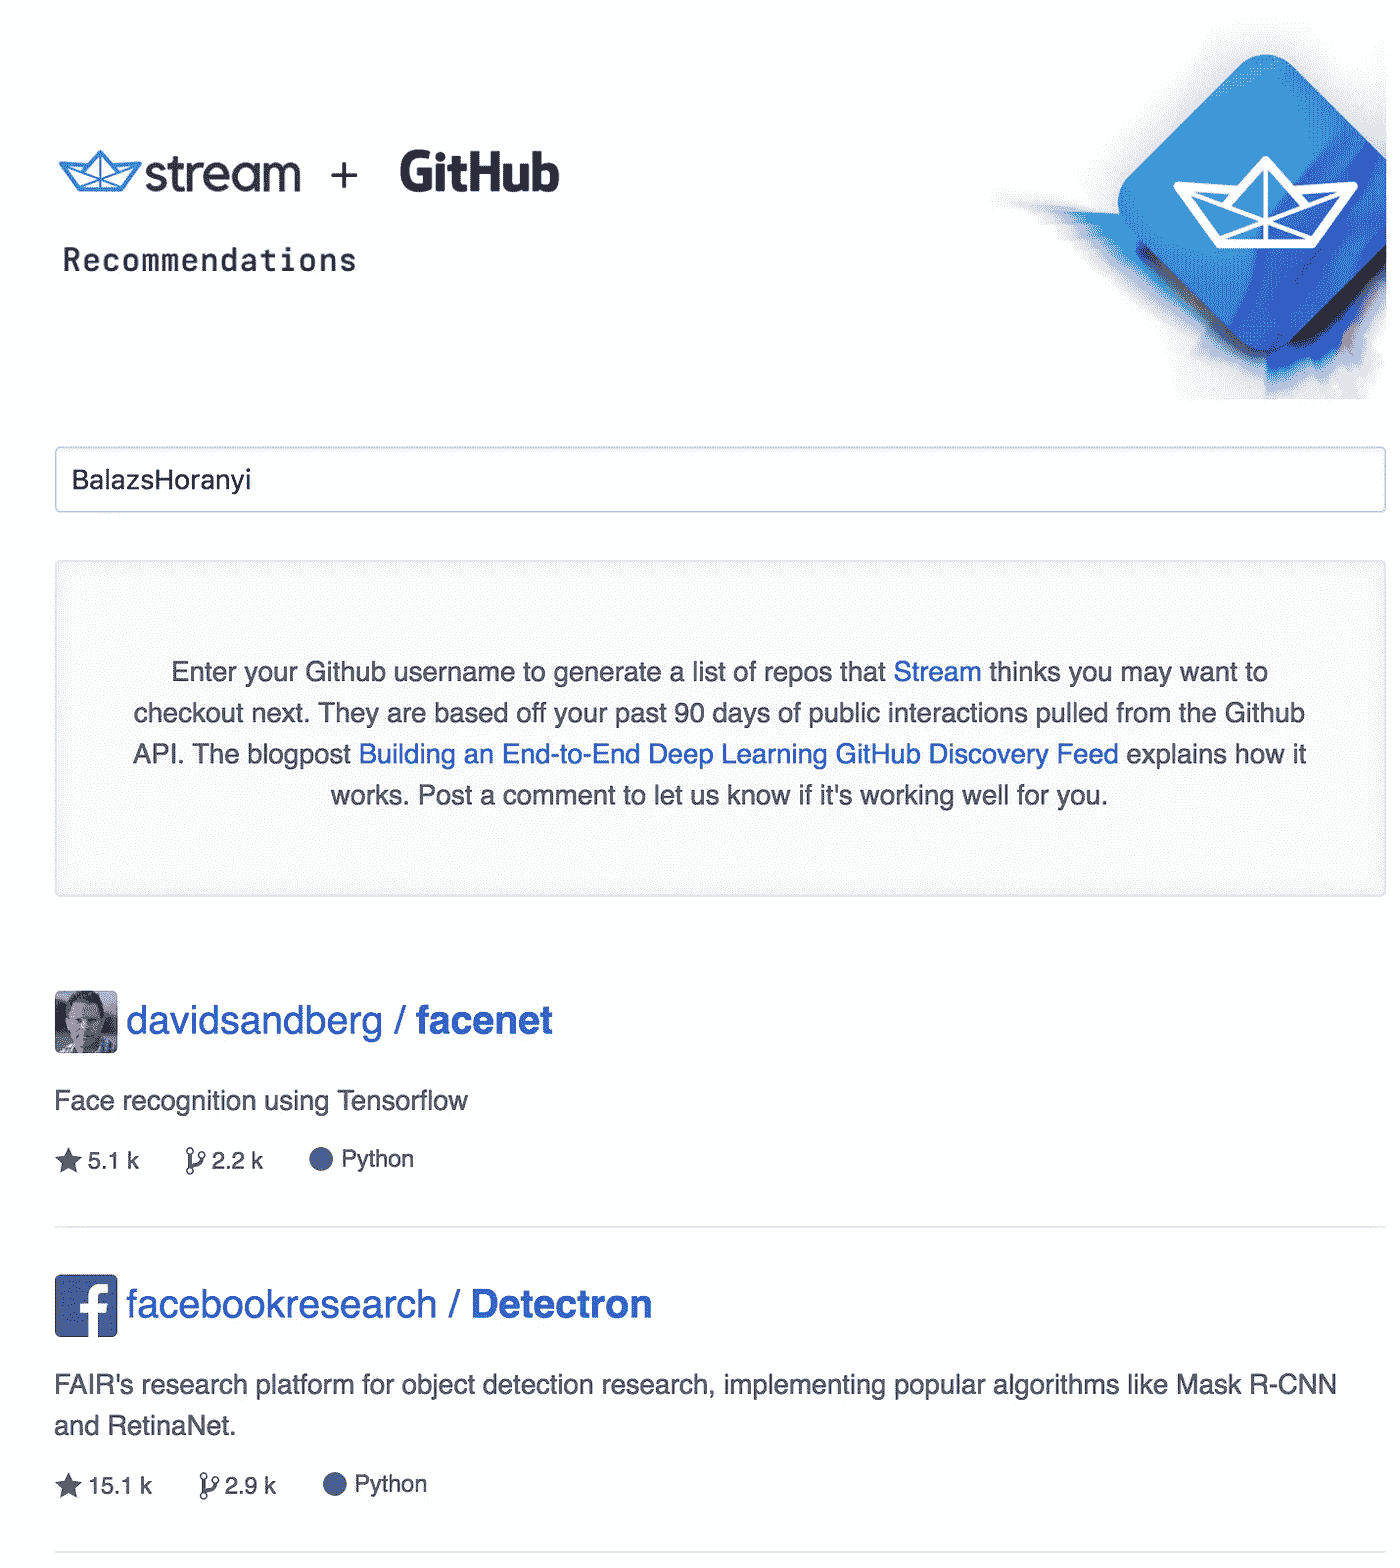 stream + GitHub
Recommendations
BalazsHoranyi
Enter your Github username to generate a list of repos that Stream thinks you may want to
checkout next. They are based off your past 90 days of public interactions pulled from the Github
API. The blogpost Building an End-to-End Deep Learning GitHub Discovery Feed explains how it
works. Post a comment to let us know if it's working well for you.
davidsandberg / facenet
Face recognition using Tensorflow
5.1 k 2.2 k Python
facebookresearch / Detectron
FAIR's research platform for object detection research, implementing popular algorithms like Mask R-CNN
and RetinaNet.
15.1 k 2.9 k Python